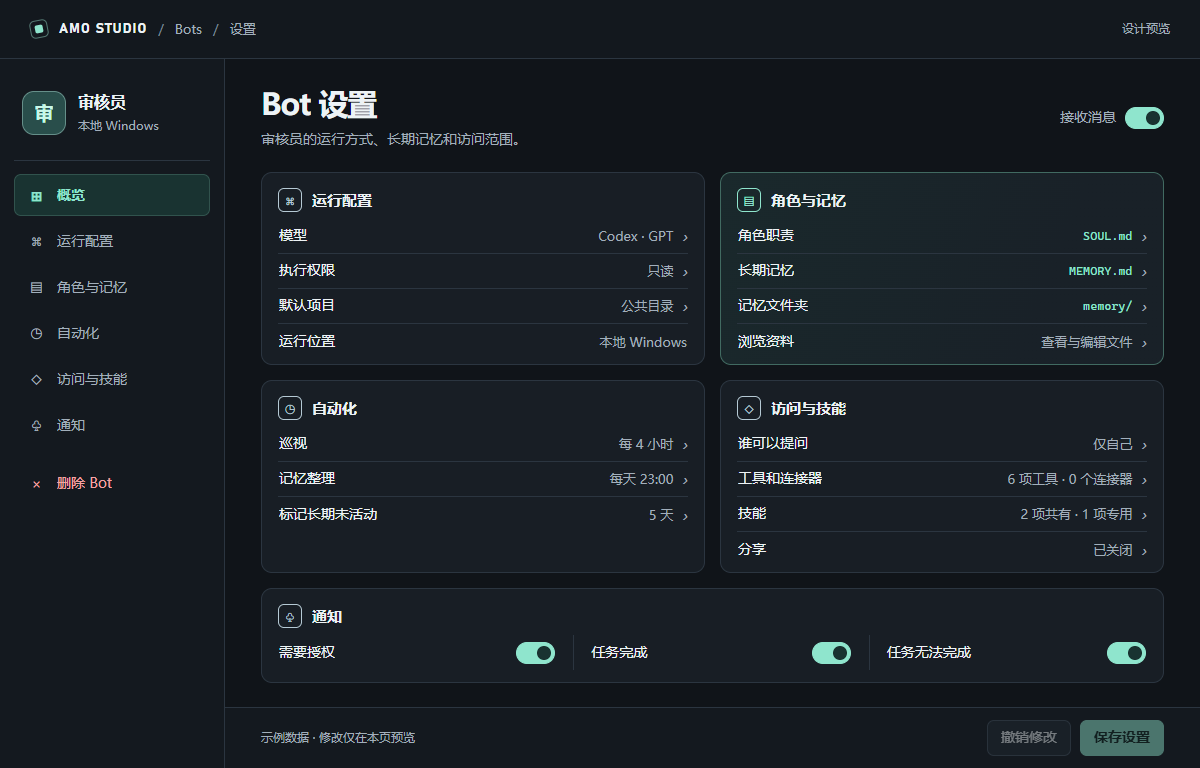 AMO STUDIO / Bots / 设置
设计预览
审
审核员
本地 Windows
概览
运行配置
角色与记忆
自动化
访问与技能
通知
删除 Bot
Bot 设置
审核员的运行方式、长期记忆和访问范围。
接收消息
运行配置
模型 Codex · GPT ›
执行权限 只读 ›
默认项目 公共目录 ›
运行位置 本地 Windows
角色与记忆
角色职责 SOUL.md ›
长期记忆 MEMORY.md ›
记忆文件夹 memory/ ›
浏览资料 查看与编辑文件 ›
自动化
巡视 每 4 小时 ›
记忆整理 每天 23:00 ›
标记长期未活动 5 天 ›
访问与技能
谁可以提问 仅自己 ›
工具和连接器 6 项工具 · 0 个连接器 ›
技能 2 项共有 · 1 项专用 ›
分享 已关闭 ›
通知
需要授权
任务完成
任务无法完成
示例数据 · 修改仅在本页预览
撤销修改
保存设置